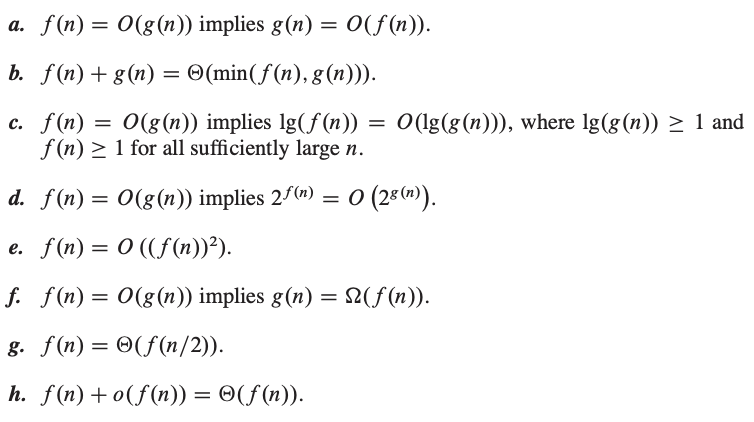 a. f(n) = O(g(n)) implies g(n) = O(f(n)).
b. f(n) + g(n) = Θ(min(f(n), g(n))).
c. f(n) = O(g(n)) implies lg(f(n)) = O(lg(g(n))), where lg(g(n)) ≥ 1 and
f(n) ≥ 1 for all sufficiently large n.
d. f(n) = O(g(n)) implies 2^{f(n)} = O(2^{g(n)}).
e. f(n) = O((f(n))²).
f. f(n) = O(g(n)) implies g(n) = Ω(f(n)).
g. f(n) = Θ(f(n/2)).
h. f(n) + o(f(n)) = Θ(f(n)).